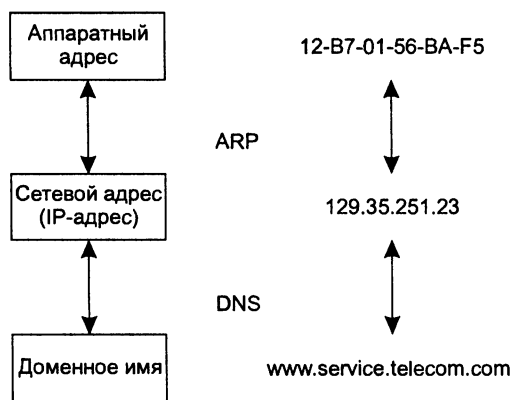 Аппаратный
адрес
12-B7-01-56-BA-F5
ARP
Сетевой адрес
(IP-адрес)
129.35.251.23
DNS
Доменное имя
www.service.telecom.com